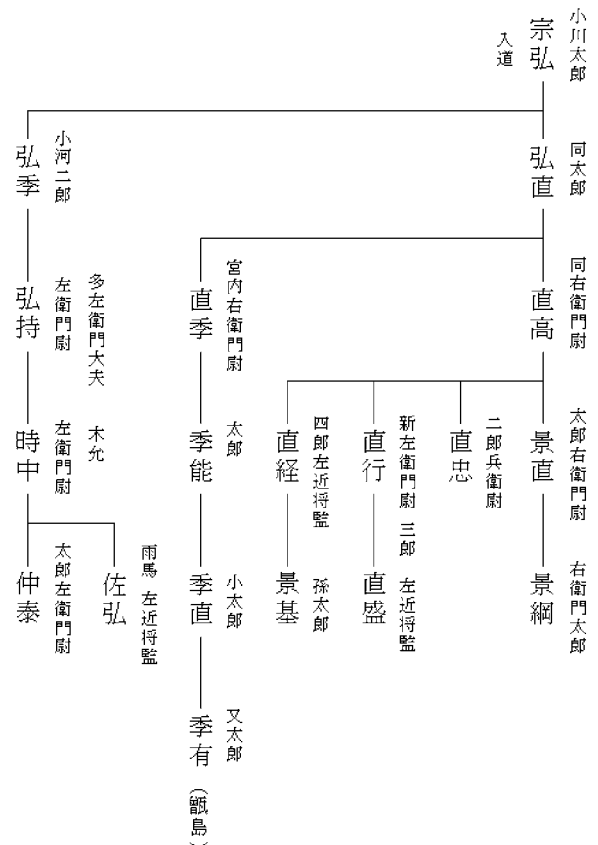 小川太郎
宗弘
入道
同太郎
弘直
小河二郎
弘季
同右衛門尉
直高
宮内右衛門尉
直季
多左衛門大夫
左衛門尉
弘持
太郎右衛門尉
景直
二郎兵衛尉
直忠
新左衛門尉 三郎
直行
四郎左近将監
直経
太郎
季能
木允
左衛門尉
時中
右衛門太郎
景綱
左近将監
直盛
孫太郎
景基
小太郎
季直
雨馬 左近将監
佐弘
太郎左衛門尉
仲泰
又太郎
季有
(甑島)